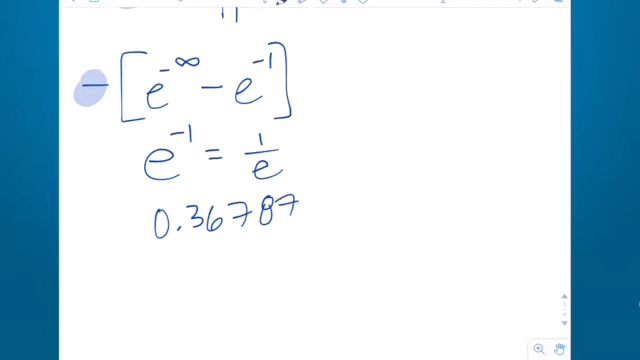 - [e^{-∞} - e^{-1}]
e^{-1} = 1/e
0.36787